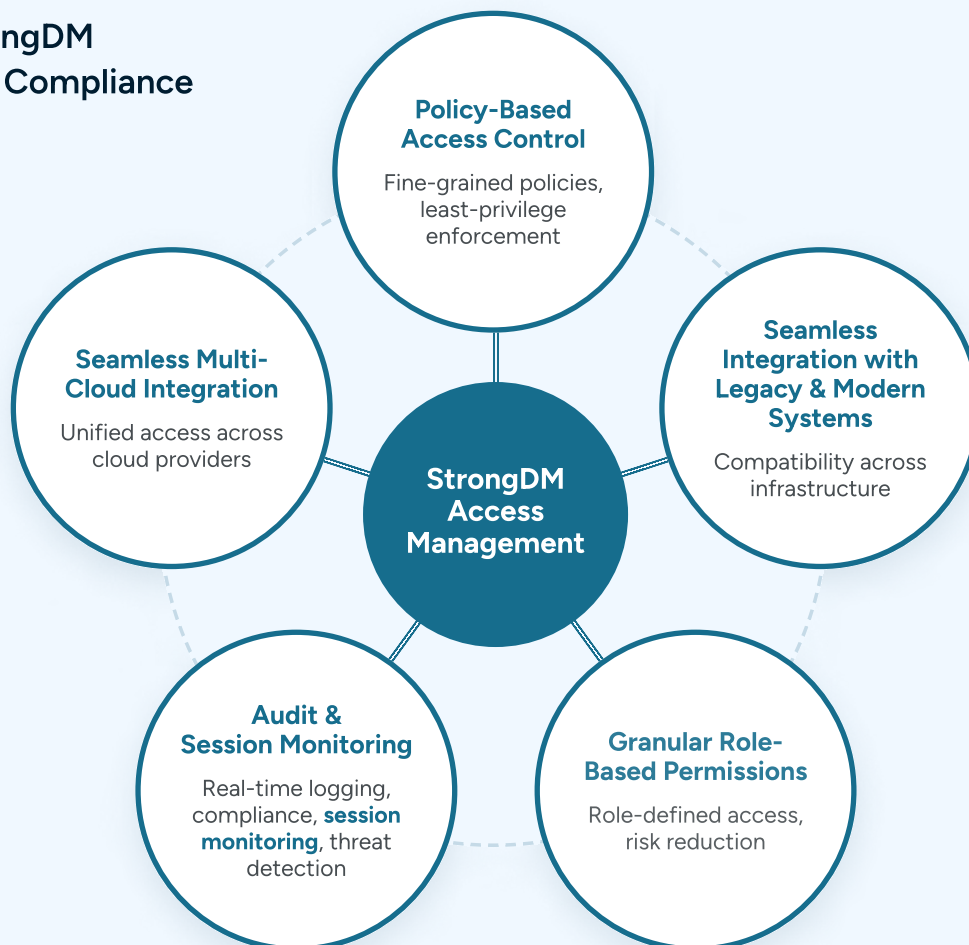 ngDM
Compliance
Policy-Based
Access Control
Fine-grained policies,
least-privilege
enforcement
Seamless Multi-
Cloud Integration
Unified access across
cloud providers
Seamless
Integration with
Legacy & Modern
Systems
Compatibility across
infrastructure
StrongDM
Access
Management
Audit &
Session Monitoring
Real-time logging,
compliance, session
monitoring, threat
detection
Granular Role-
Based Permissions
Role-defined access,
risk reduction